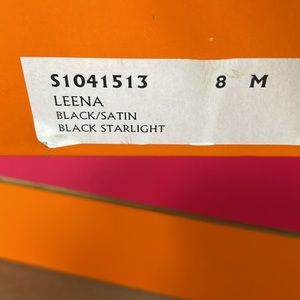 S1041513 8 M
LEENA
BLACK/SATIN
BLACK STARLIGHT